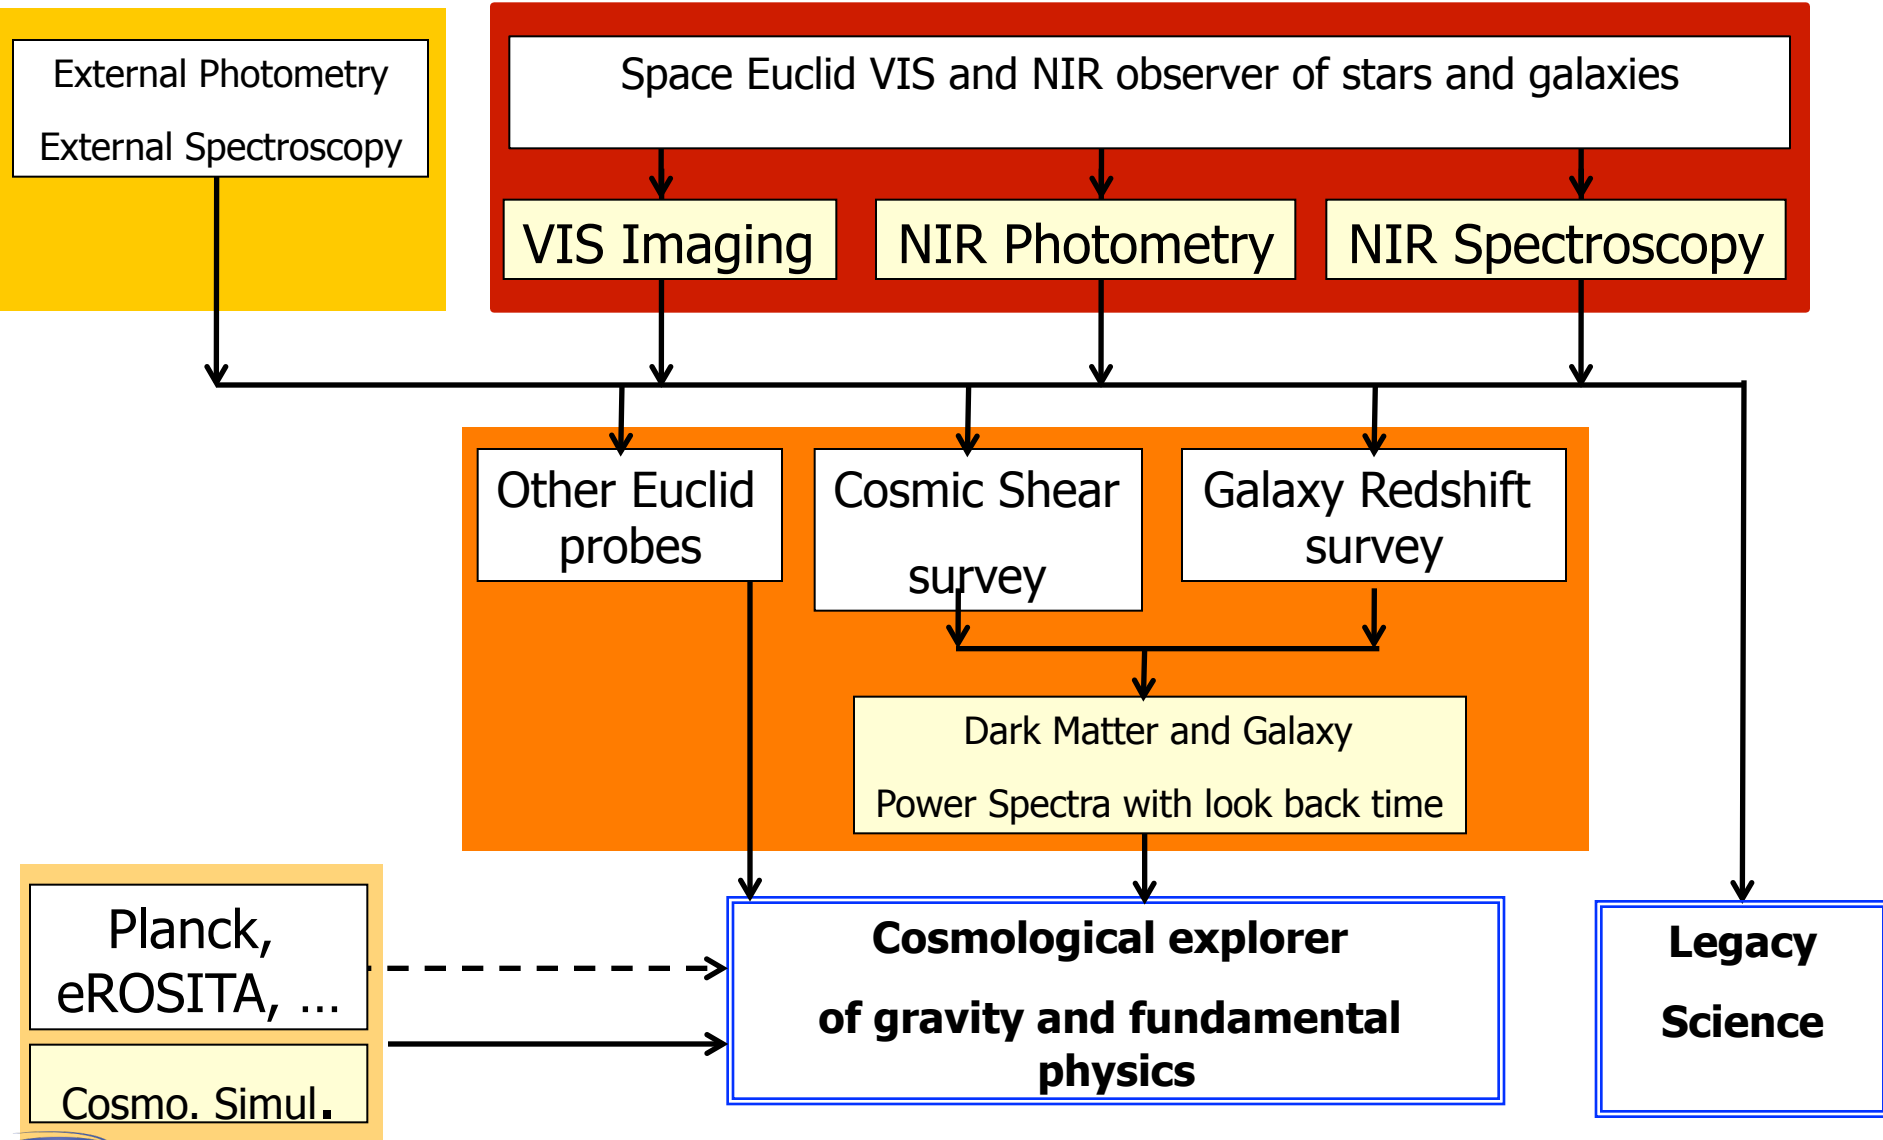 External Photometry
External Spectroscopy
Space Euclid VIS and NIR observer of stars and galaxies
VIS Imaging
NIR Photometry
NIR Spectroscopy
Other Euclid
probes
Cosmic Shear
survey
Galaxy Redshift
survey
Dark Matter and Galaxy
Power Spectra with look back time
Planck,
eROSITA, ...
Cosmo. Simul.
Cosmological explorer
of gravity and fundamental
physics
Legacy
Science